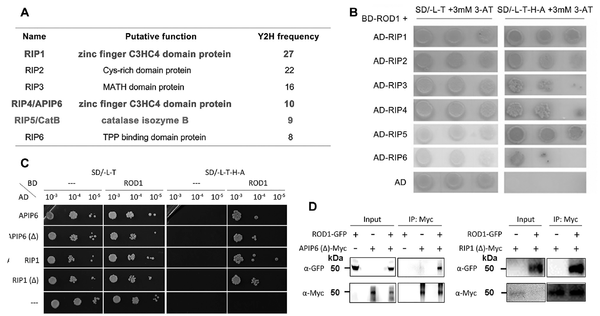 A
Name Putative function Y2H frequency
RIP1 zinc finger C3HC4 domain protein 27
RIP2 Cys-rich domain protein 22
RIP3 MATH domain protein 16
RIP4/APIP6 zinc finger C3HC4 domain protein 10
RIP5/CatB catalase isozyme B 9
RIP6 TPP binding domain protein 8
B
SD/-L-T +3mM 3-AT SD/-L-T-H-A +3mM 3-AT
BD-ROD1 +
AD-RIP1
AD-RIP2
AD-RIP3
AD-RIP4
AD-RIP5
AD-RIP6
AD
C
SD/-L-T SD/-L-T-H-A
BD --- ROD1 --- ROD1
AD 10-3 10-4 10-5 10-3 10-4 10-5 10-3 10-4 10-5 10-3 10-4 10-5
APIP6
APIP6 (Δ)
RIP1
RIP1 (Δ)
---
D
Input IP: Myc
ROD1-GFP + - + + - +
APIP6 (Δ)-Myc - + + - + +
kDa
α-GFP 50
α-Myc 50
Input IP: Myc
ROD1-GFP - + - +
RIP1 (Δ)-Myc + + + +
kDa
α-GFP 50
α-Myc 50